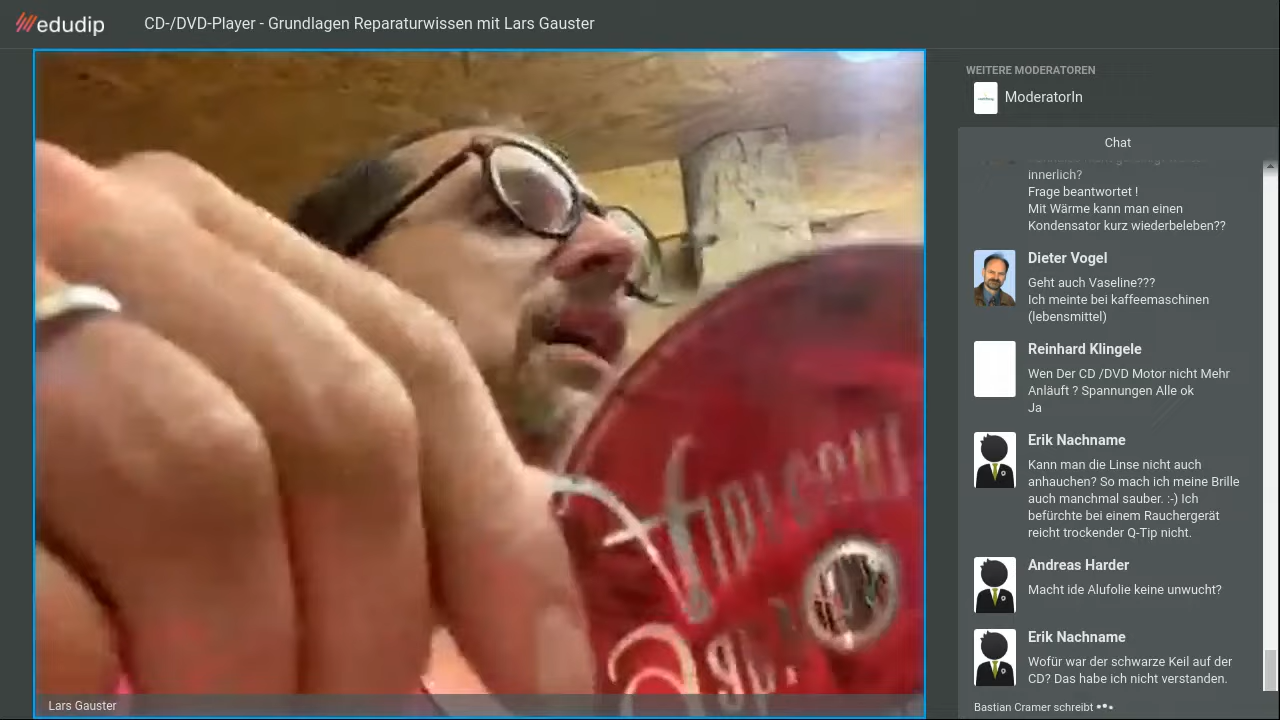 edudip
CD-/DVD-Player - Grundlagen Reparaturwissen mit Lars Gauster
WEITERE MODERATOREN
ModeratorIn
Chat
innerlich?
Frage beantwortet !
Mit Wärme kann man einen
Kondensator kurz wiederbeleben??
Dieter Vogel
Geht auch Vaseline???
Ich meinte bei kaffeemaschinen
(lebensmittel)
Reinhard Klingele
Wen Der CD /DVD Motor nicht Mehr
Anläuft ? Spannungen Alle ok
Ja
Erik Nachname
Kann man die Linse nicht auch
anhauchen? So mach ich meine Brille
auch manchmal sauber. :-) Ich
befürchte bei einem Rauchergerät
reicht trockender Q-Tip nicht.
Andreas Harder
Macht ide Alufolie keine unwucht?
Erik Nachname
Wofür war der schwarze Keil auf der
CD? Das habe ich nicht verstanden.
Bastian Cramer schreibt
Lars Gauster